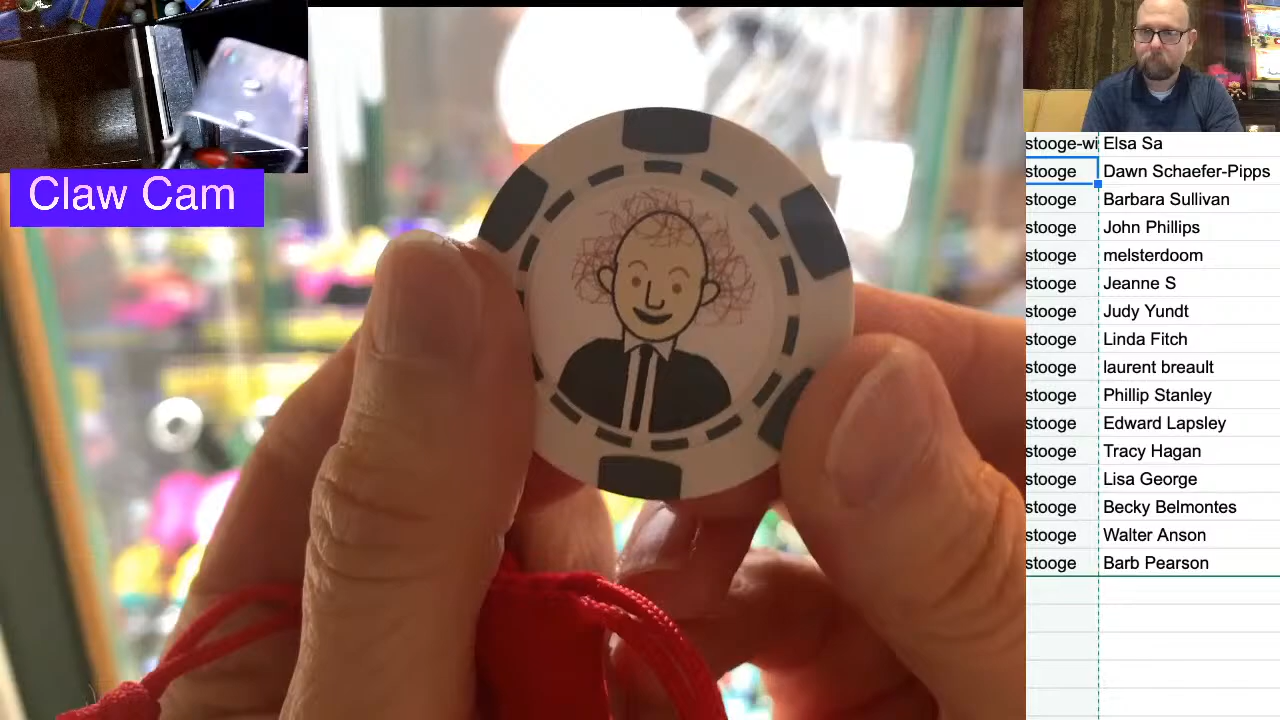 Claw Cam
stooge-wi Elsa Sa
stooge Dawn Schaefer-Pipps
stooge Barbara Sullivan
stooge John Phillips
stooge melsterdoom
stooge Jeanne S
stooge Judy Yundt
stooge Linda Fitch
stooge laurent breault
stooge Phillip Stanley
stooge Edward Lapsley
stooge Tracy Hagan
stooge Lisa George
stooge Becky Belmontes
stooge Walter Anson
stooge Barb Pearson